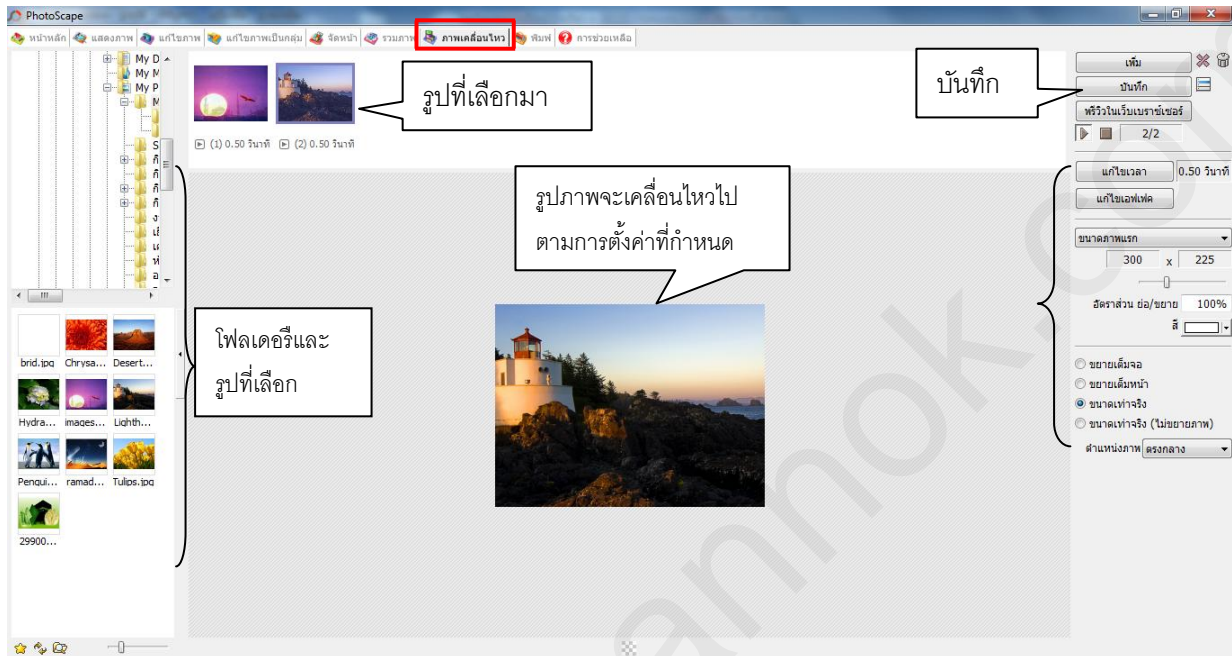 PhotoScape
หน้าหลัก แสดงภาพ แก้ไขภาพ แก้ไขภาพเป็นกลุ่ม จัดหน้า รวมภาพ ภาพเคลื่อนไหว พิมพ์ การช่วยเหลือ
My D
My M
My P
M
S
(1) 0.50 วินาที (2) 0.50 วินาที
รูปที่เลือกมา
บันทึก
เพิ่ม
บันทึก
พรีวิวในเว็บเบราซ์เซอร์
2/2
แก้ไขเวลา 0.50 วินาที
แก้ไขเอฟเฟค
ขนาดภาพแรก
300 x 225
อัตราส่วน ย่อ/ขยาย 100%
สี
ขยายเต็มจอ
ขยายเต็มหน้า
ขนาดเท่าจริง
ขนาดเท่าจริง (ไม่ขยายภาพ)
ตำแหน่งภาพ ตรงกลาง
รูปภาพจะเคลื่อนไหวไป
ตามการตั้งค่าที่กำหนด
โฟลเดอร์และ
รูปที่เลือก
brid.jpg Chrysa... Desert...
Hydra... images... Lighth...
Pengui... ramad... Tulips.jpg
29900...
annok.com